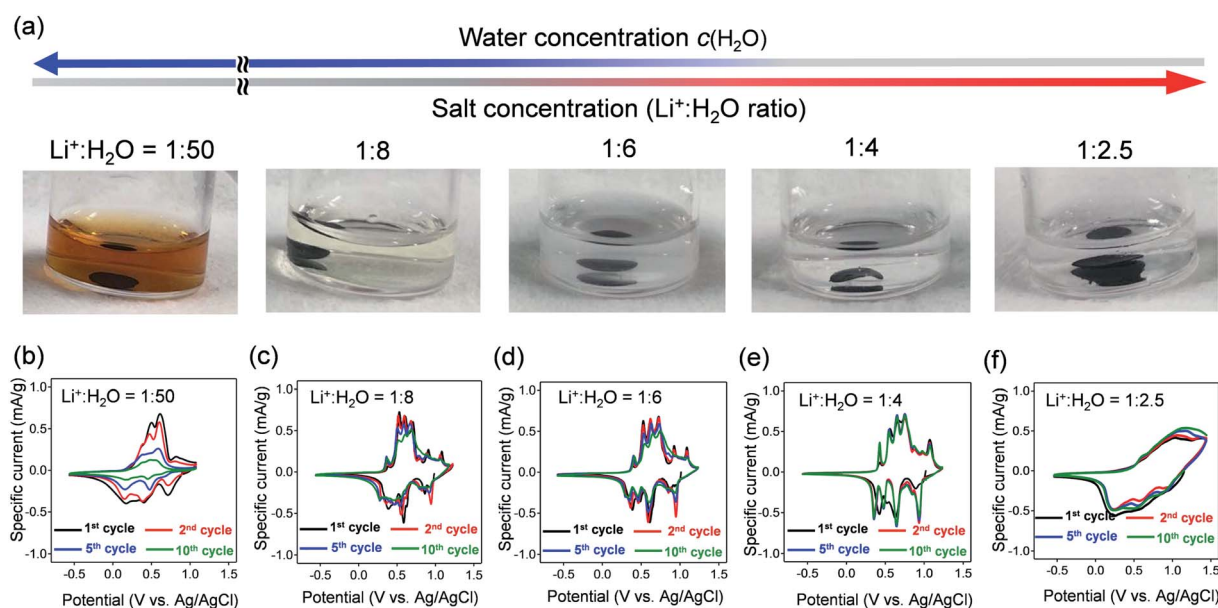 (a)
Water concentration c(H₂O)
Salt concentration (Li⁺:H₂O ratio)
Li⁺:H₂O = 1:50
1:8
1:6
1:4
1:2.5
(b)
Specific current (mA/g)
1.0
0.5
0.0
-0.5
-1.0
Li⁺:H₂O = 1:50
1st cycle
2nd cycle
5th cycle
10th cycle
-0.5 0.0 0.5 1.0 1.5
Potential (V vs. Ag/AgCl)
(c)
Specific current (mA/g)
1.0
0.5
0.0
-0.5
-1.0
Li⁺:H₂O = 1:8
1st cycle
2nd cycle
5th cycle
10th cycle
-0.5 0.0 0.5 1.0 1.5
Potential (V vs. Ag/AgCl)
(d)
Specific current (mA/g)
1.0
0.5
0.0
-0.5
-1.0
Li⁺:H₂O = 1:6
1st cycle
2nd cycle
5th cycle
10th cycle
-0.5 0.0 0.5 1.0 1.5
Potential (V vs. Ag/AgCl)
(e)
Specific current (mA/g)
1.0
0.5
0.0
-0.5
-1.0
Li⁺:H₂O = 1:4
1st cycle
2nd cycle
5th cycle
10th cycle
-0.5 0.0 0.5 1.0 1.5
Potential (V vs. Ag/AgCl)
(f)
Specific current (mA/g)
1.0
0.5
0.0
-0.5
-1.0
Li⁺:H₂O = 1:2.5
1st cycle
2nd cycle
5th cycle
10th cycle
-0.5 0.0 0.5 1.0 1.5
Potential (V vs. Ag/AgCl)